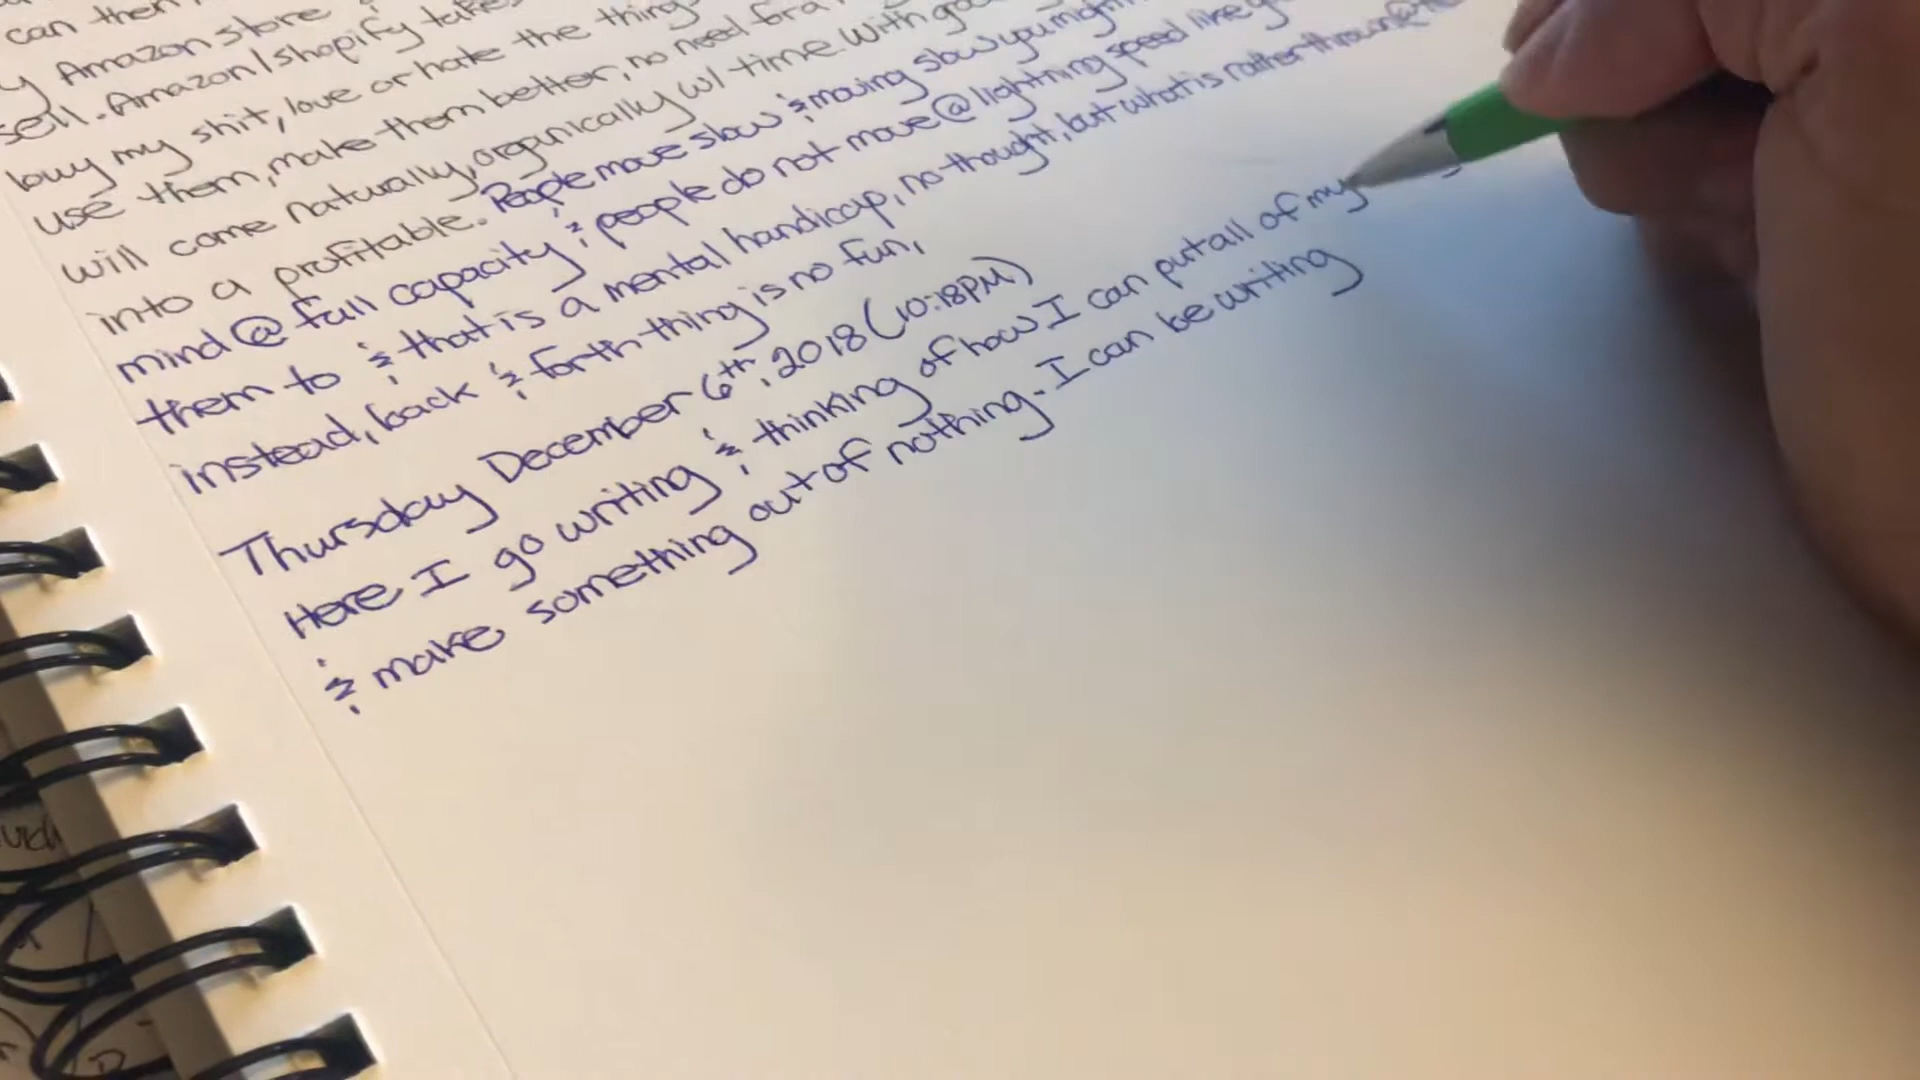 can then
y Amazon store
sell. Amazon/shopify takes
buy my shit, love or hate the things
use them, make them better, no need for a
will come naturally, organically w/ time. With
into a profitable. People move slow & moving slow you might
mind @ full capacity & people do not move @ lightning speed like
them to & that is a mental handicap, no thought, but what is rather thrown @
instead, back & forth thing is no fun,
Thursday December 6th, 2018 (10:18PM)
Here I go writing & thinking of how I can put all of my
& make something out of nothing. I can be writing